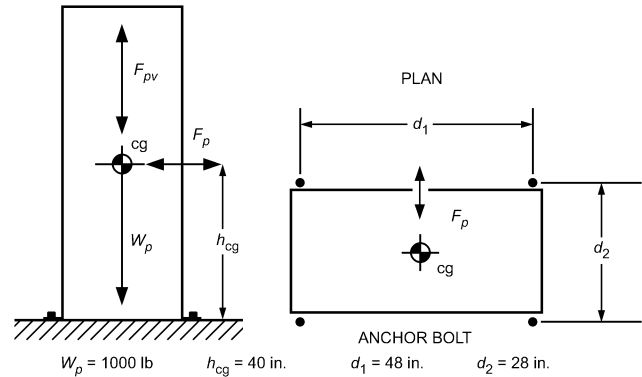 F_pv
cg
F_p
W_p
h_cg
PLAN
d_1
F_p
cg
d_2
ANCHOR BOLT
W_p = 1000 lb h_cg = 40 in. d_1 = 48 in. d_2 = 28 in.